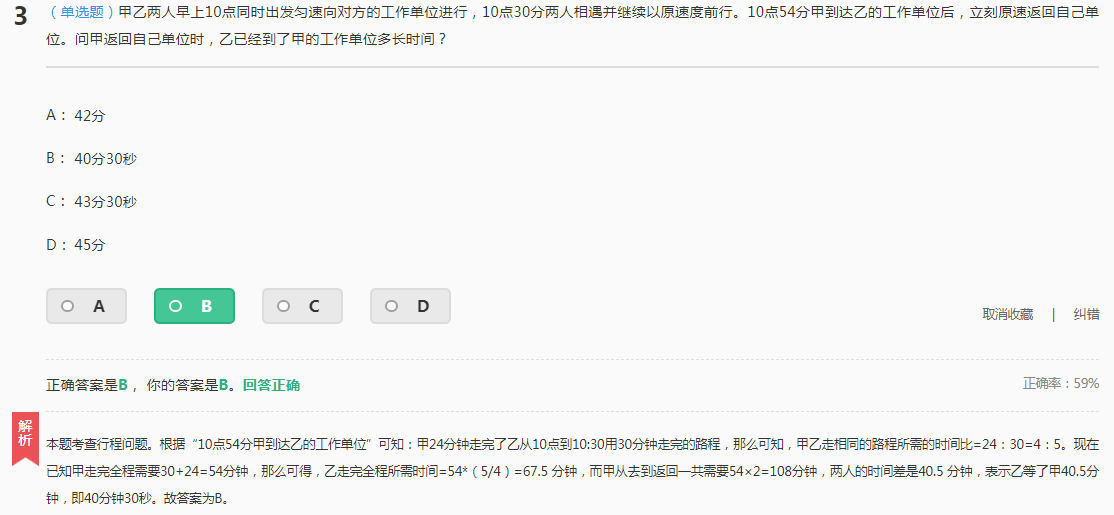 3 （单选题）甲乙两人早上10点同时出发匀速向对方的工作单位进行，10点30分两人相遇并继续以原速度前行。10点54分甲到达乙的工作单位后，立刻原速返回自己单
位。问甲返回自己单位时，乙已经到了甲的工作单位多长时间？
A： 42分
B： 40分30秒
C： 43分30秒
D： 45分
A B C D
取消收藏 | 纠错
正确答案是B， 你的答案是B。回答正确 正确率：59%
解析
本题考查行程问题。根据“10点54分甲到达乙的工作单位”可知：甲24分钟走完了乙从10点到10:30用30分钟走完的路程，那么可知，甲乙走相同的路程所需的时间比=24：30=4：5。现在
已知甲走完全程需要30+24=54分钟，那么可得，乙走完全程所需时间=54*（5/4）=67.5 分钟，而甲从去到返回一共需要54×2=108分钟，两人的时间差是40.5 分钟，表示乙等了甲40.5分
钟，即40分钟30秒。故答案为B。